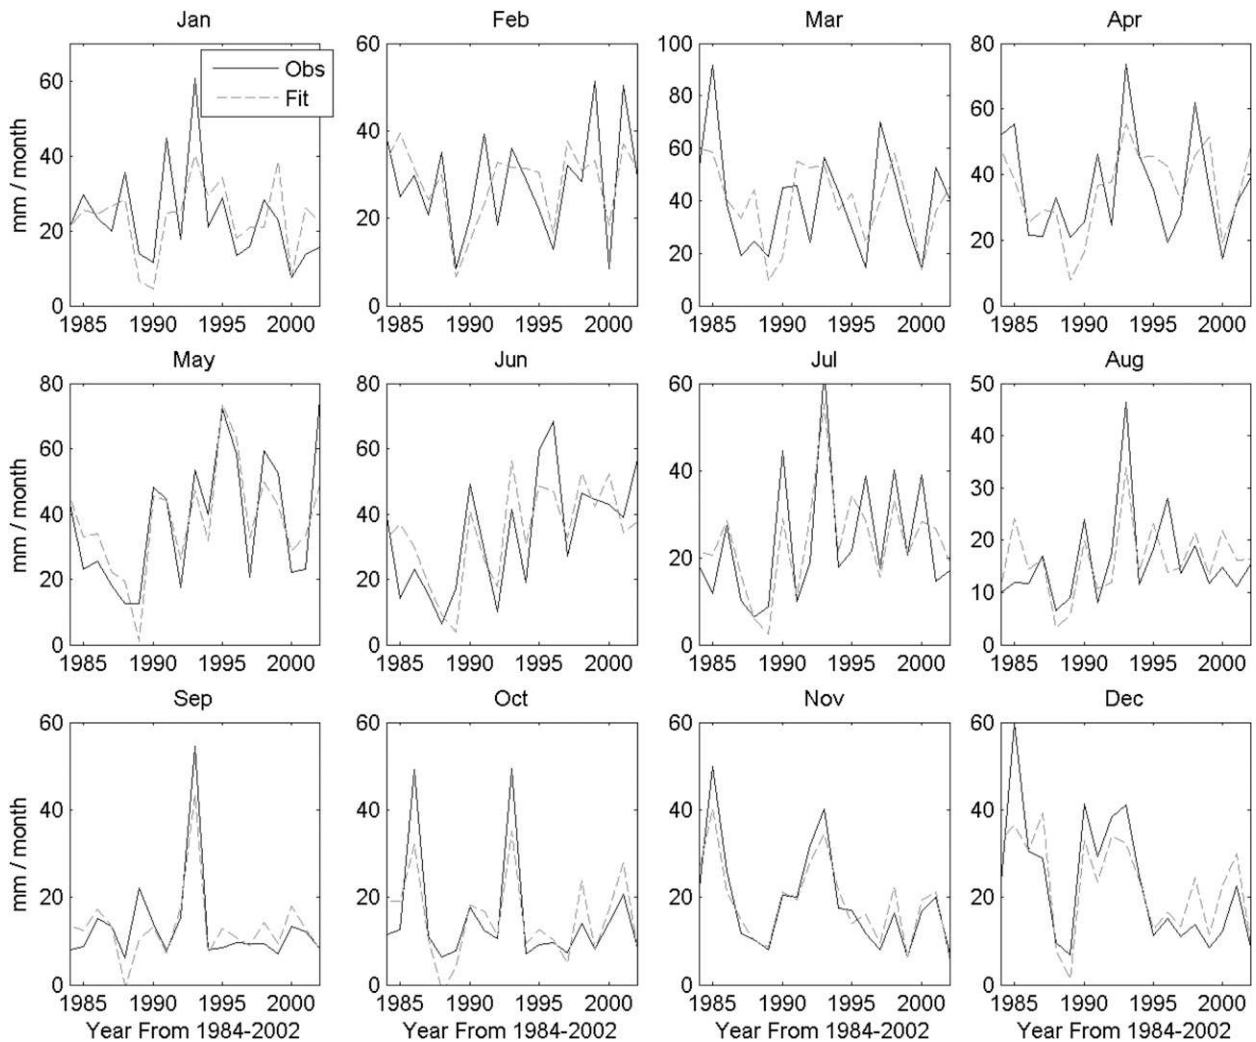 Jan Feb Mar Apr
60 60 100 80
Obs
Fit
mm / month
40 40 80 60
20 20 60 40
0 0 40 20
20 0
0
1985 1990 1995 2000 1985 1990 1995 2000 1985 1990 1995 2000 1985 1990 1995 2000
May Jun Jul Aug
80 80 60 50
mm / month
60 60 40 40
40 40 20 30
20 20 0 20
0 0 10
0
1985 1990 1995 2000 1985 1990 1995 2000 1985 1990 1995 2000 1985 1990 1995 2000
Sep Oct Nov Dec
60 60 60 60
mm / month
40 40 40 40
20 20 20 20
0 0 0 0
1985 1990 1995 2000 1985 1990 1995 2000 1985 1990 1995 2000 1985 1990 1995 2000
Year From 1984-2002 Year From 1984-2002 Year From 1984-2002 Year From 1984-2002